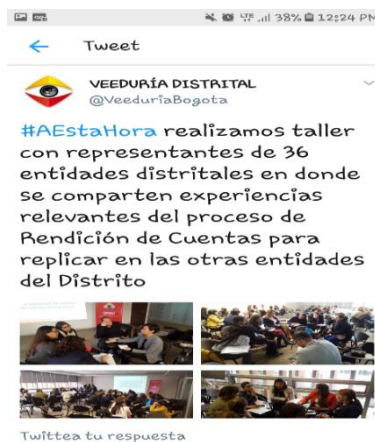 38% 12:24 PM
Tweet
VEEDURÍA DISTRITAL
@VeeduriaBogota
#AEstaHora realizamos taller
con representantes de 36
entidades distritales en donde
se comparten experiencias
relevantes del proceso de
Rendición de Cuentas para
replicar en las otras entidades
del Distrito
Twittea tu respuesta